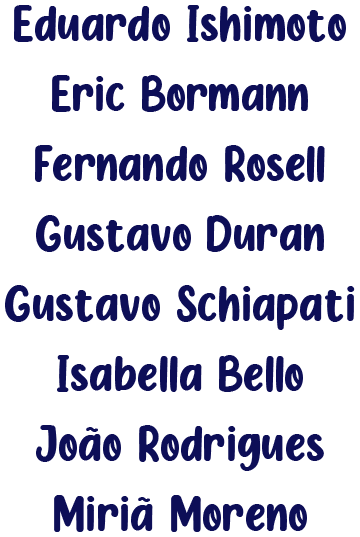 Eduardo Ishimoto
Eric Bormann
Fernando Rosell
Gustavo Duran
Gustavo Schiapati
Isabella Bello
João Rodrigues
Miriã Moreno